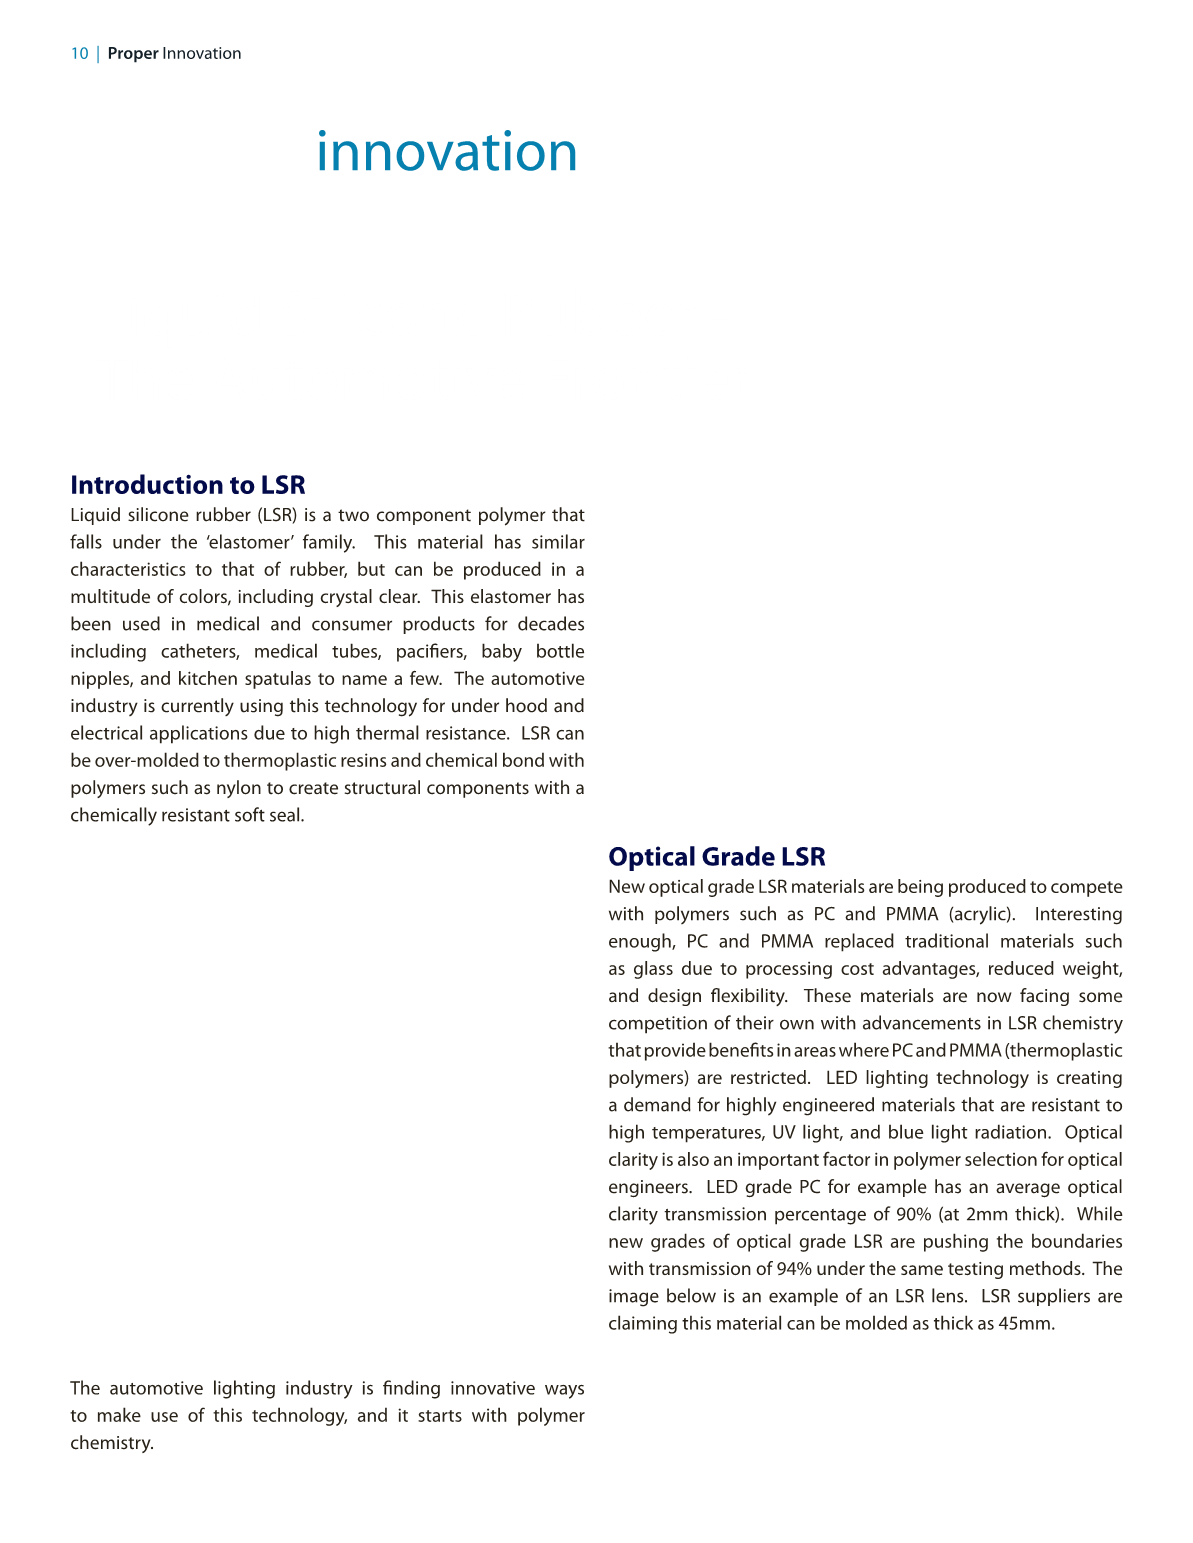 10 | Proper Innovation
innovation
Introduction to LSR
Liquid silicone rubber (LSR) is a two component polymer that
falls under the ‘elastomer’ family.  This material has similar
characteristics to that of rubber, but can be produced in a
multitude of colors, including crystal clear.  This elastomer has
been used in medical and consumer products for decades
including catheters, medical tubes, pacifiers, baby bottle
nipples, and kitchen spatulas to name a few.  The automotive
industry is currently using this technology for under hood and
electrical applications due to high thermal resistance.  LSR can
be over-molded to thermoplastic resins and chemical bond with
polymers such as nylon to create structural components with a
chemically resistant soft seal.
The automotive lighting industry is finding innovative ways
to make use of this technology, and it starts with polymer
chemistry.
Optical Grade LSR
New optical grade LSR materials are being produced to compete
with polymers such as PC and PMMA (acrylic).  Interesting
enough, PC and PMMA replaced traditional materials such
as glass due to processing cost advantages, reduced weight,
and design flexibility.  These materials are now facing some
competition of their own with advancements in LSR chemistry
that provide benefits in areas where PC and PMMA (thermoplastic
polymers) are restricted.  LED lighting technology is creating
a demand for highly engineered materials that are resistant to
high temperatures, UV light, and blue light radiation.  Optical
clarity is also an important factor in polymer selection for optical
engineers.  LED grade PC for example has an average optical
clarity transmission percentage of 90% (at 2mm thick).  While
new grades of optical grade LSR are pushing the boundaries
with transmission of 94% under the same testing methods.  The
image below is an example of an LSR lens.  LSR suppliers are
claiming this material can be molded as thick as 45mm.